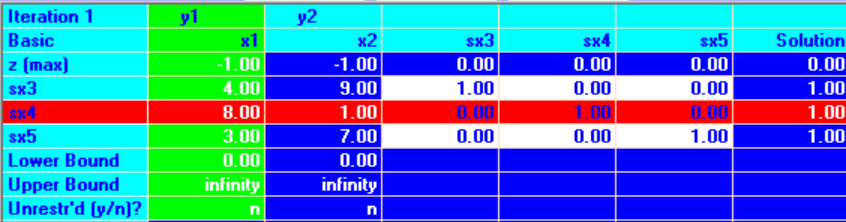 Iteration 1 y1 y2
Basic x1 x2 sx3 sx4 sx5 Solution
z (max) -1.00 -1.00 0.00 0.00 0.00 0.00
sx3 4.00 9.00 1.00 0.00 0.00 1.00
sx4 8.00 1.00 0.00 1.00 0.00 1.00
sx5 3.00 7.00 0.00 0.00 1.00 1.00
Lower Bound 0.00 0.00
Upper Bound infinity infinity
Unrestr'd (y/n)? n n